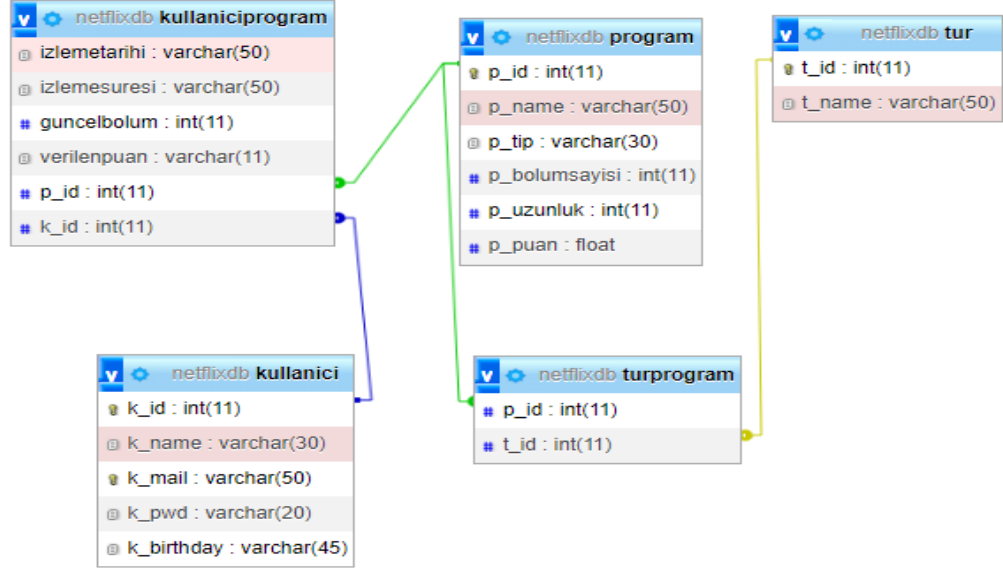 netflixdb kullaniciprogram
izlemetarihi : varchar(50)
izlemesuresi : varchar(50)
# guncelbolum : int(11)
verilenpuan : varchar(11)
# p_id : int(11)
# k_id : int(11)
netflixdb program
p_id : int(11)
p_name : varchar(50)
p_tip : varchar(30)
# p_bolumsayisi : int(11)
# p_uzunluk : int(11)
# p_puan : float
netflixdb tur
t_id : int(11)
t_name : varchar(50)
netflixdb kullanici
k_id : int(11)
k_name : varchar(30)
k_mail : varchar(50)
k_pwd : varchar(20)
k_birthday : varchar(45)
netflixdb turprogram
# p_id : int(11)
# t_id : int(11)